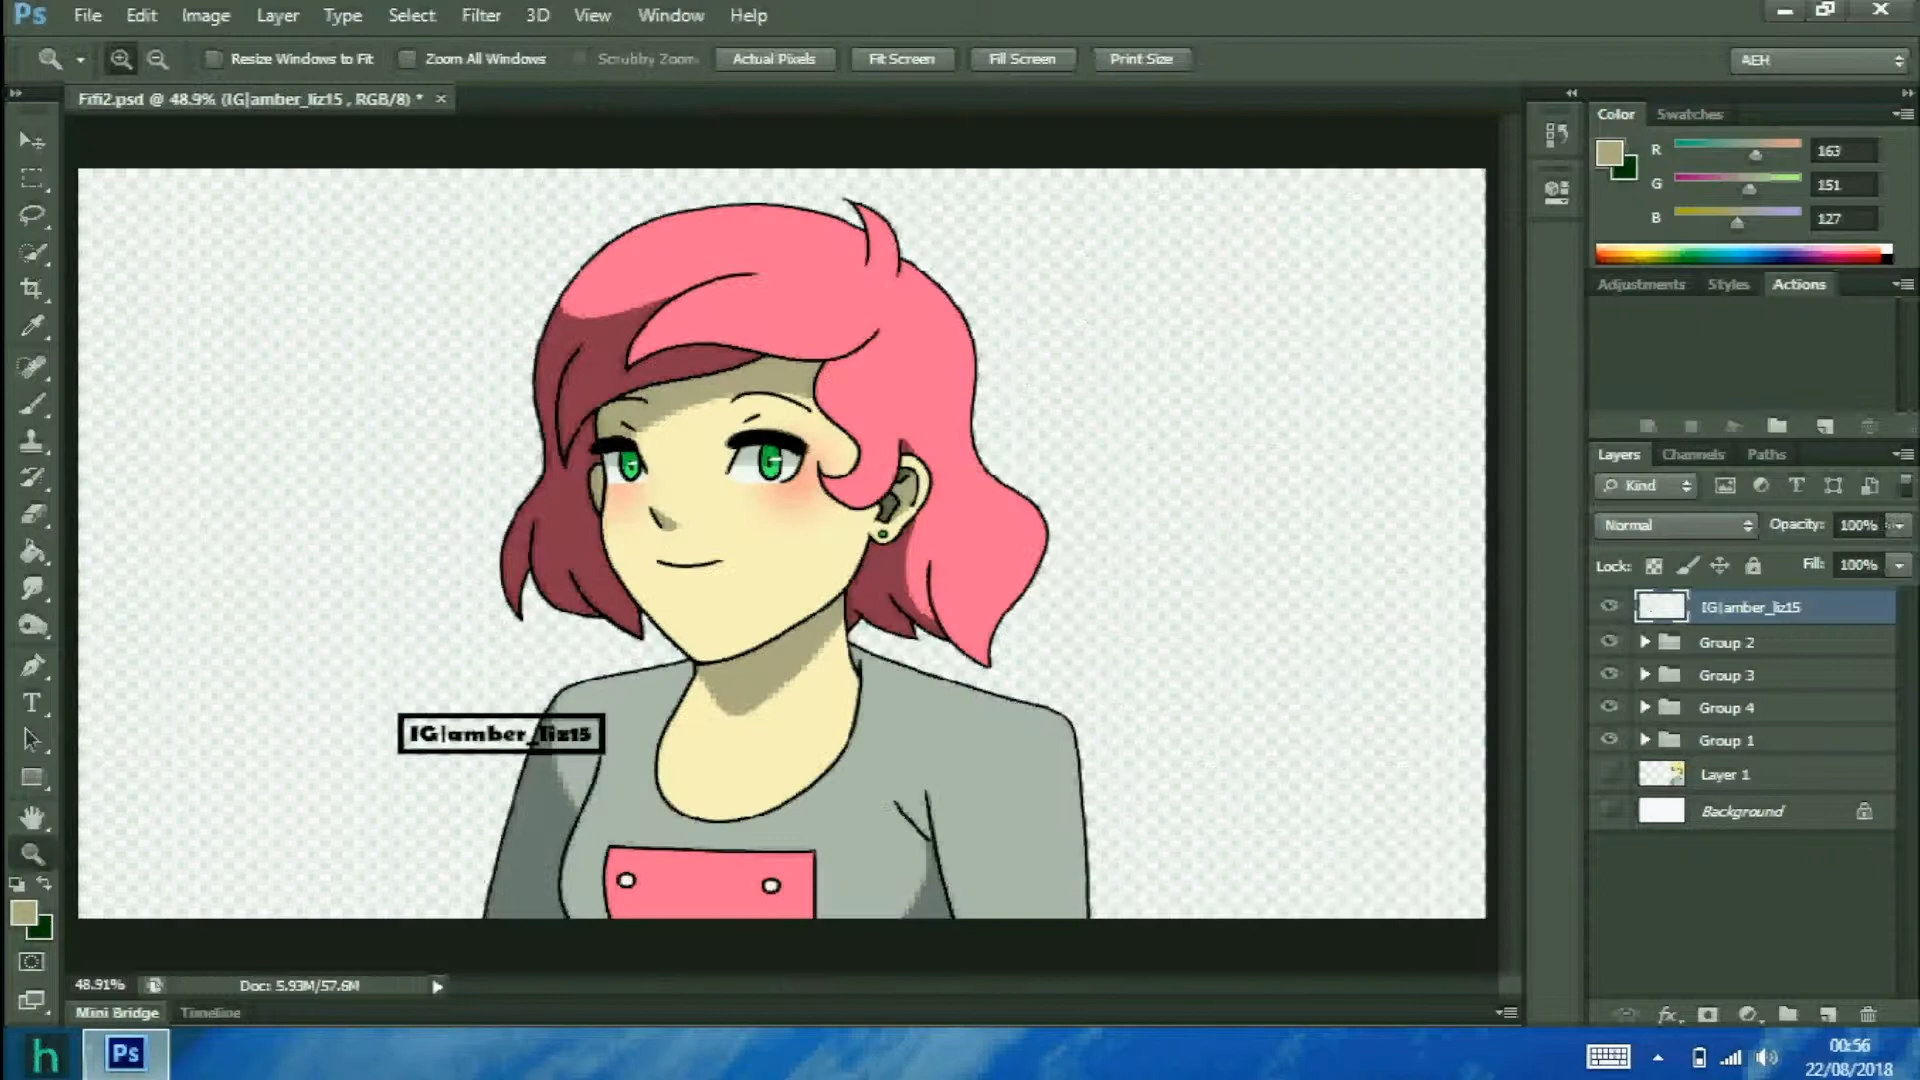 Ps File Edit Image Layer Type Select Filter 3D View Window Help
Resize Windows to Fit Zoom All Windows Scrubby Zoom Actual Pixels Fit Screen Fill Screen Print Size AEH
Fifi2.psd @ 48.9% (IG|amber_liz15 , RGB/8) * ×
Color Swatches
R 163
G 151
B 127
Adjustments Styles Actions
Layers Channels Paths
Kind
Normal Opacity: 100%
Lock: Fill: 100%
IG|amber_liz15
Group 2
Group 3
Group 4
Group 1
Layer 1
Background
IG|amber_liz15
48.91% Doc: 5.93M/57.6M
Mini Bridge Timeline
h Ps 00:56
22/08/2018